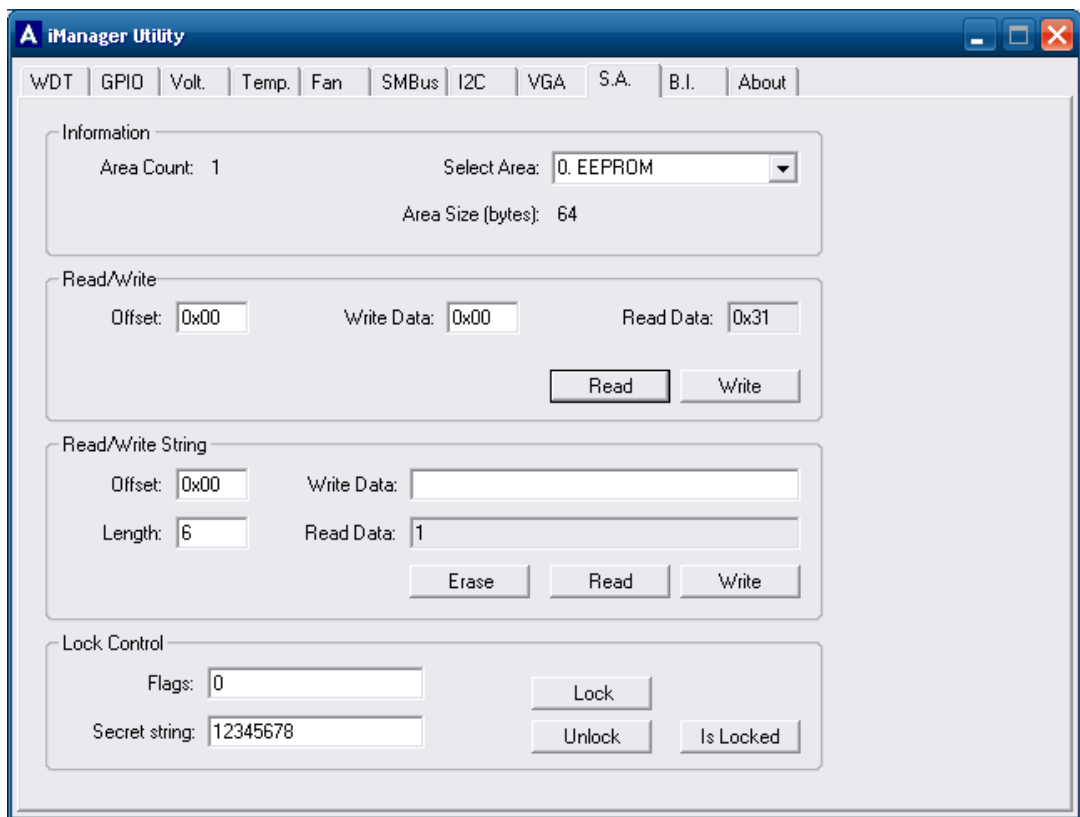 A iManager Utility
WDT GPIO Volt. Temp. Fan SMBus I2C VGA S.A. B.I. About
Information
Area Count: 1 Select Area: 0. EEPROM
Area Size (bytes): 64
Read/Write
Offset: 0x00 Write Data: 0x00 Read Data: 0x31
Read Write
Read/Write String
Offset: 0x00 Write Data:
Length: 6 Read Data: 1
Erase Read Write
Lock Control
Flags: 0
Lock
Secret string: 12345678
Unlock Is Locked